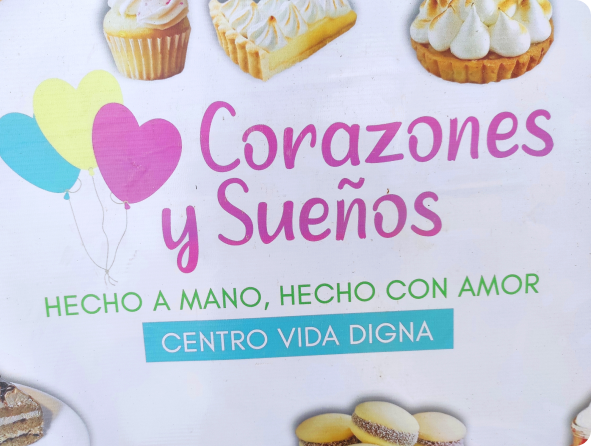 Corazones
y Sueños
HECHO A MANO, HECHO CON AMOR
CENTRO VIDA DIGNA